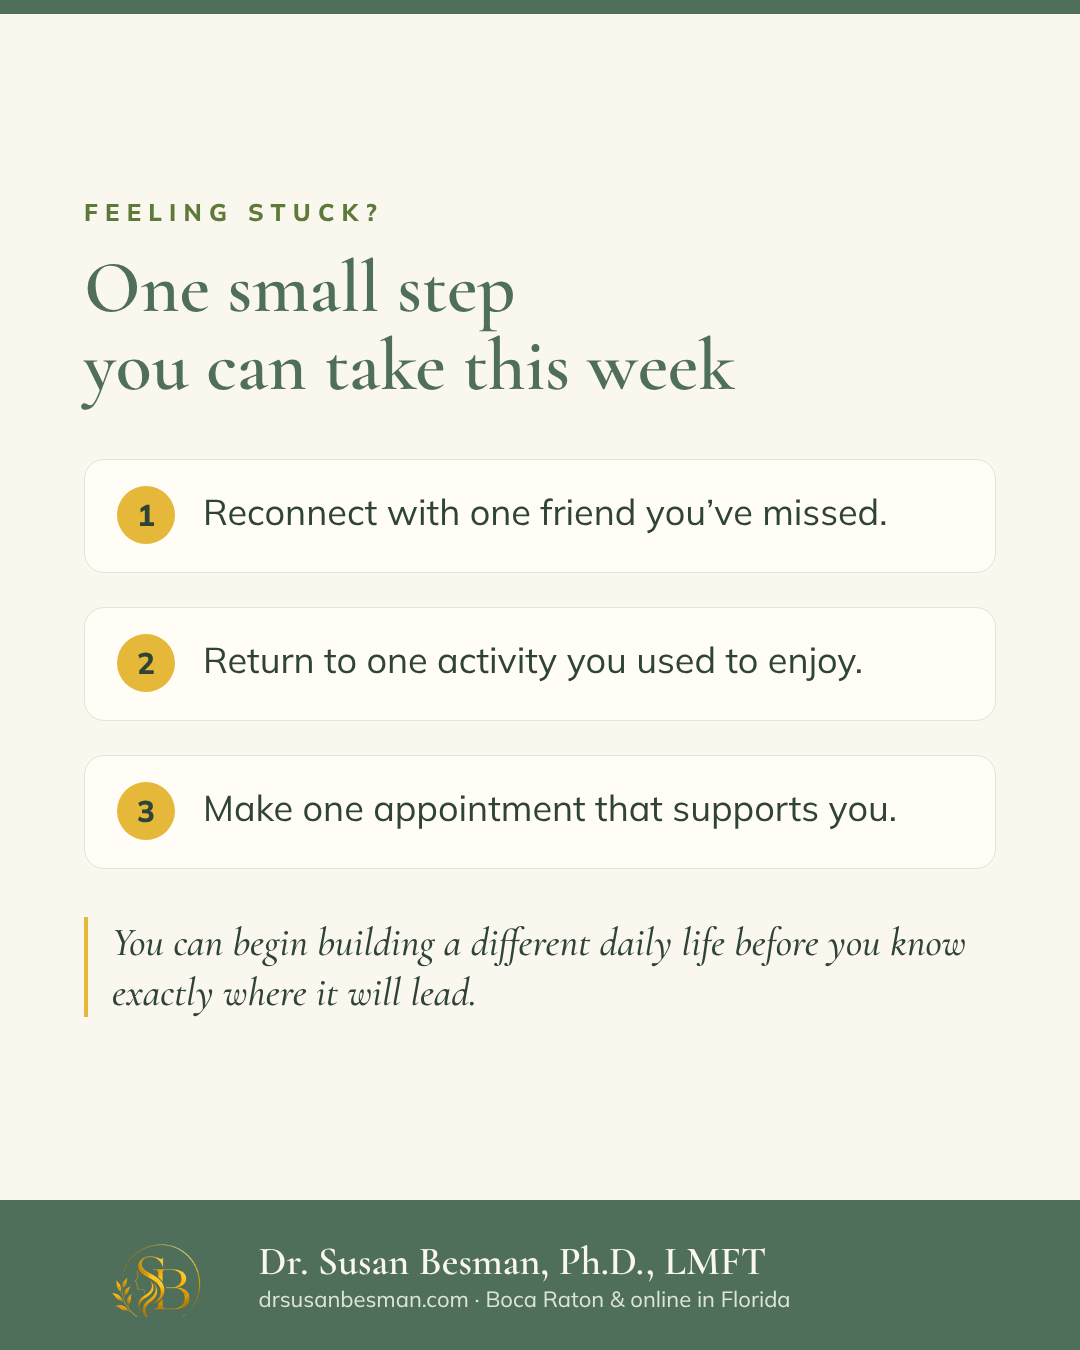 FEELING STUCK?
One small step
you can take this week
1 Reconnect with one friend you’ve missed.
2 Return to one activity you used to enjoy.
3 Make one appointment that supports you.
You can begin building a different daily life before you know
exactly where it will lead.
SB
Dr. Susan Besman, Ph.D., LMFT
drsusanbesman.com · Boca Raton & online in Florida